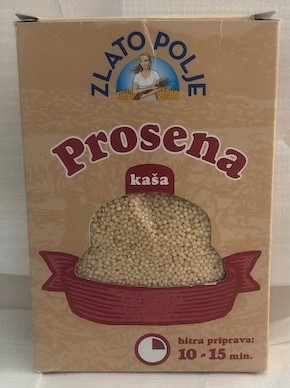 ZLATO POLJE
Prosena
kaša
hitra priprava:
10 - 15 min.